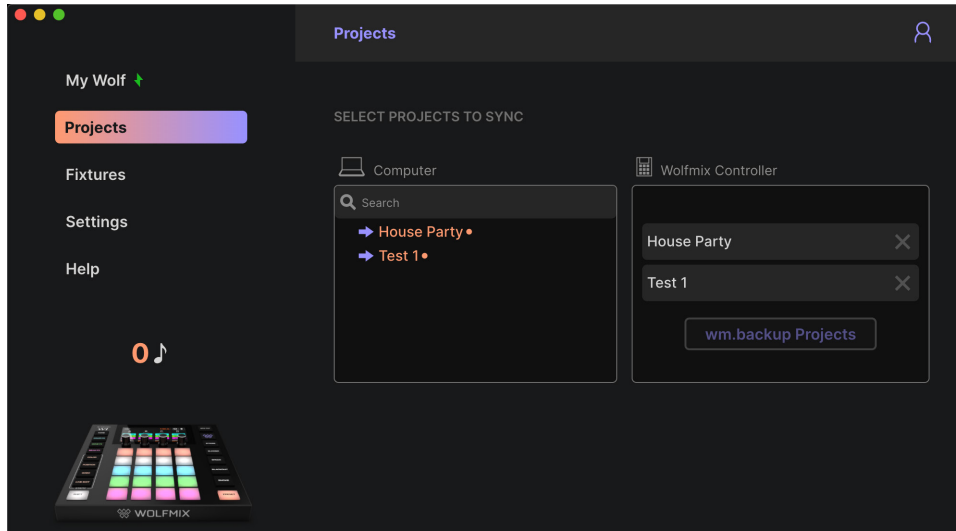 Projects
My Wolf
Projects
Fixtures
Settings
Help
0
WOLFMIX
SELECT PROJECTS TO SYNC
Computer
Search
House Party
Test 1
Wolfmix Controller
House Party
Test 1
wm.backup Projects